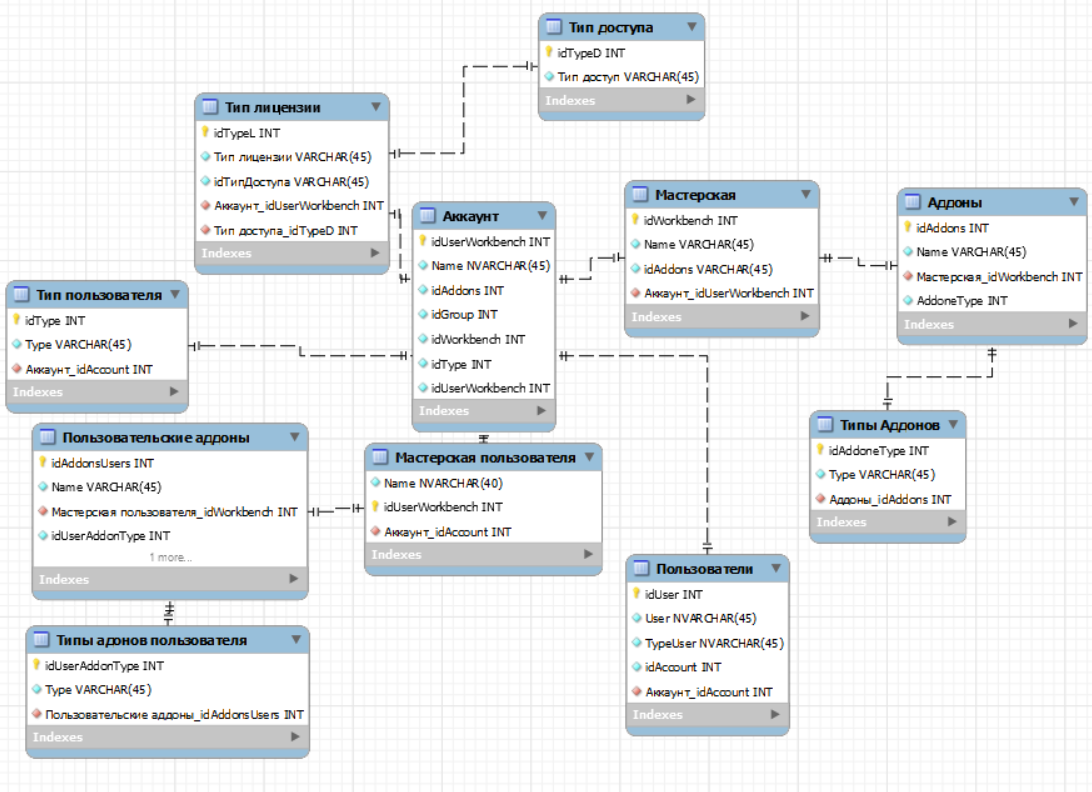 Тип доступа
idTypeD INT
Тип доступ VARCHAR(45)
Indexes
Тип лицензии
idTypeL INT
Тип лицензии VARCHAR(45)
idТипДоступа VARCHAR(45)
Аккаунт_idUserWorkbench INT
Тип доступа_idTypeD INT
Indexes
Аккаунт
idUserWorkbench INT
Name NVARCHAR(45)
idAddons INT
idGroup INT
idWorkbench INT
idType INT
idUserWorkbench INT
Indexes
Мастерская
idWorkbench INT
Name VARCHAR(45)
idAddons VARCHAR(45)
Аккаунт_idUserWorkbench INT
Indexes
Аддоны
idAddons INT
Name VARCHAR(45)
Мастерская_idWorkbench INT
AddoneType INT
Indexes
Тип пользователя
idType INT
Type VARCHAR(45)
Аккаунт_idAccount INT
Indexes
Пользовательские аддоны
idAddonsUsers INT
Name VARCHAR(45)
Мастерская пользователя_idWorkbench INT
idUserAddonType INT
1 more...
Indexes
Мастерская пользователя
Name NVARCHAR(40)
idUserWorkbench INT
Аккаунт_idAccount INT
Indexes
Типы Аддонов
idAddoneType INT
Type VARCHAR(45)
Аддоны_idAddons INT
Indexes
Пользователи
idUser INT
User NVARCHAR(45)
TypeUser NVARCHAR(45)
idAccount INT
Аккаунт_idAccount INT
Indexes
Типы адонов пользователя
idUserAddonType INT
Type VARCHAR(45)
Пользовательские аддоны_idAddonsUsers INT
Indexes